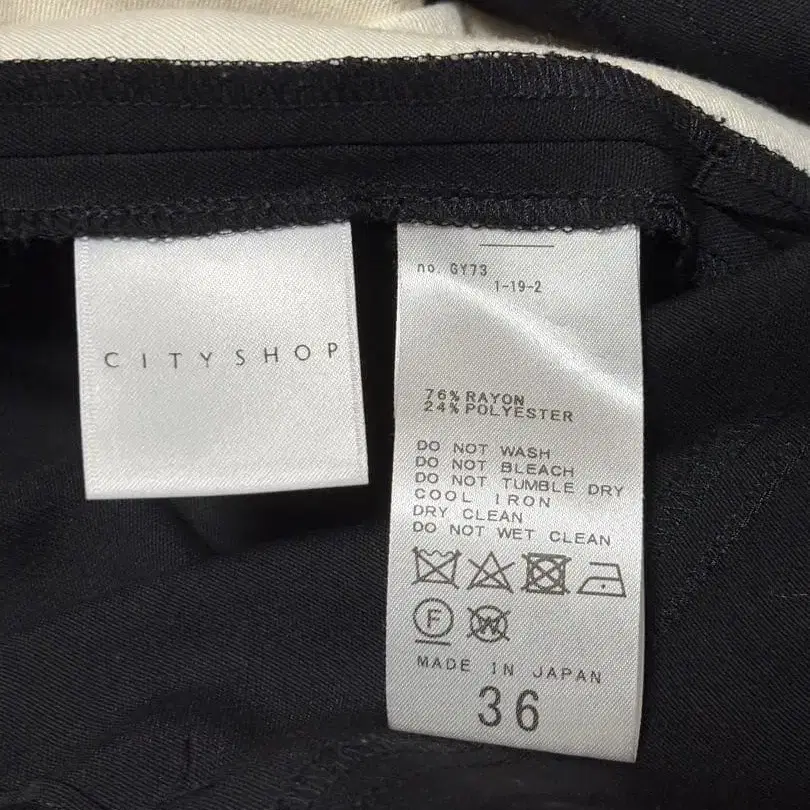 CITYSHOP
no. GY73
1-19-2
76% RAYON
24% POLYESTER
DO NOT WASH
DO NOT BLEACH
DO NOT TUMBLE DRY
COOL IRON
DRY CLEAN
DO NOT WET CLEAN
F W
MADE IN JAPAN
36